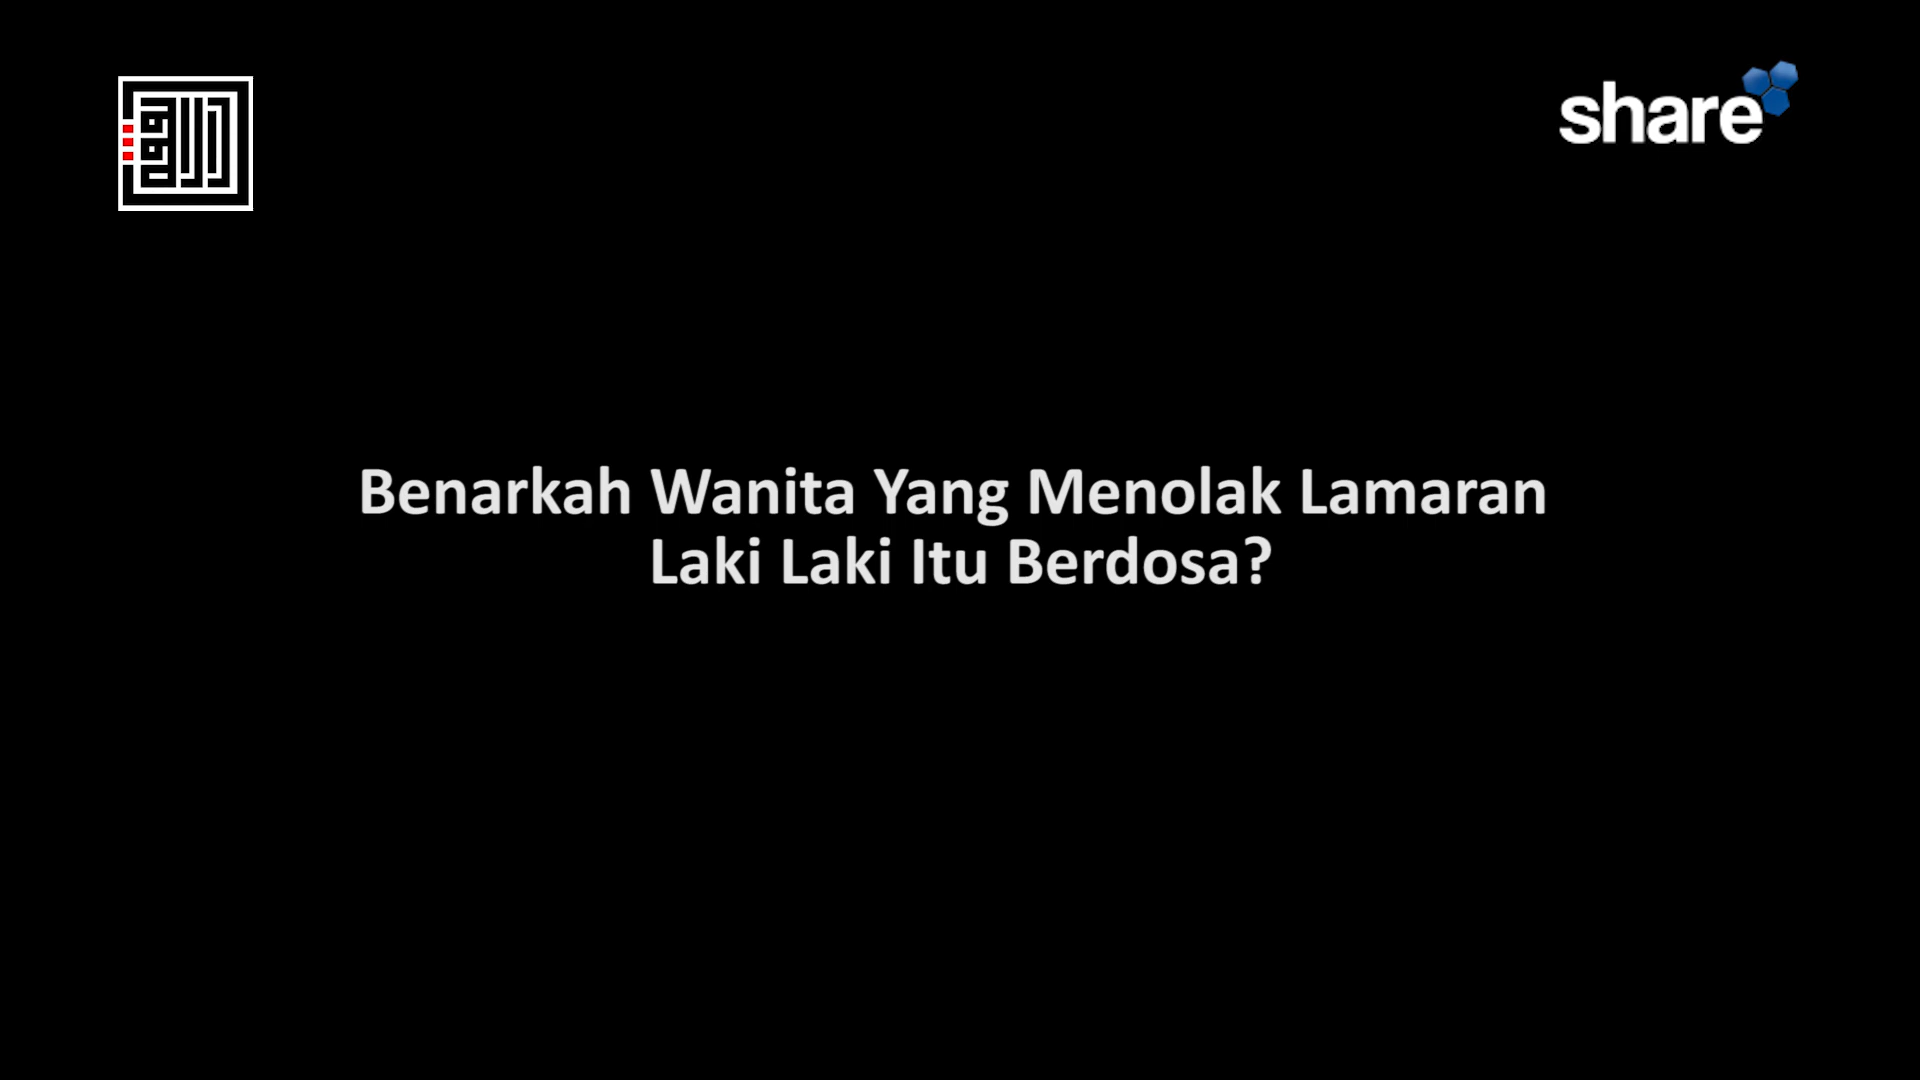 share
Benarkah Wanita Yang Menolak Lamaran
Laki Laki Itu Berdosa?